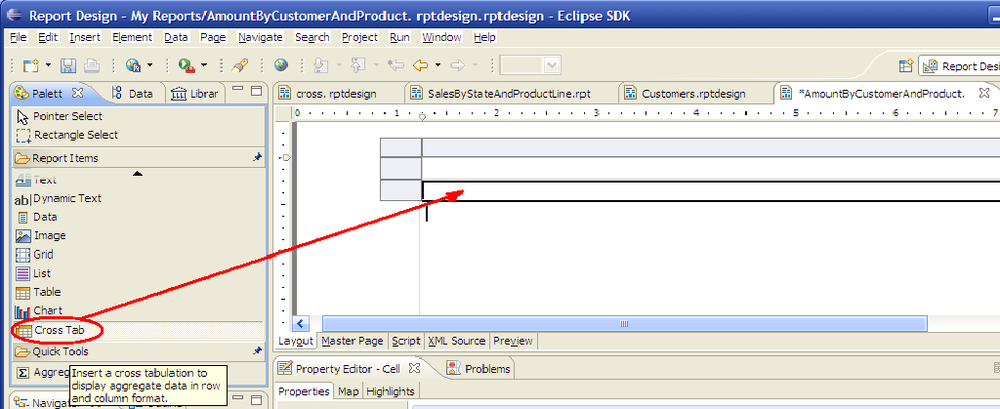 Report Design - My Reports/AmountByCustomerAndProduct. rptdesign.rptdesign - Eclipse SDK
File Edit Insert Element Data Page Navigate Search Project Run Window Help
Report Desi
Palett Data Librar
cross. rptdesign SalesByStateAndProductLine.rpt Customers.rptdesign *AmountByCustomerAndProduct.
0 1 2 3 4 5 6 7
Pointer Select
Rectangle Select
Report Items
Text
Dynamic Text
Data
Image
Grid
List
Table
Chart
Cross Tab
Quick Tools
Aggreg
Insert a cross tabulation to
display aggregate data in row
and column format.
Layout Master Page Script XML Source Preview
Property Editor - Cell Problems
Properties Map Highlights